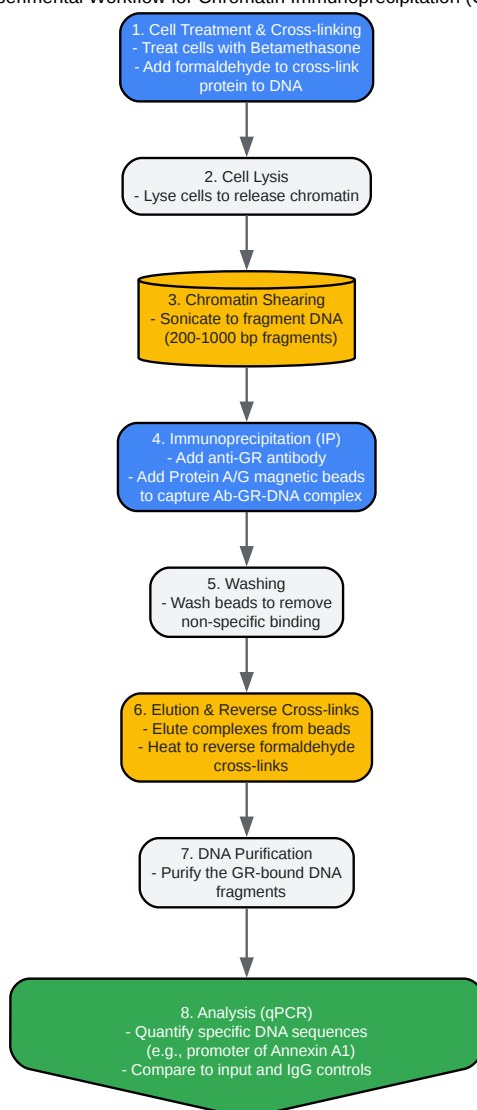 erimental Workflow for Chromatin Immunoprecipitation (C
1. Cell Treatment & Cross-linking
- Treat cells with Betamethasone
- Add formaldehyde to cross-link
protein to DNA
2. Cell Lysis
- Lyse cells to release chromatin
3. Chromatin Shearing
- Sonicate to fragment DNA
(200-1000 bp fragments)
4. Immunoprecipitation (IP)
- Add anti-GR antibody
- Add Protein A/G magnetic beads
to capture Ab-GR-DNA complex
5. Washing
- Wash beads to remove
non-specific binding
6. Elution & Reverse Cross-links
- Elute complexes from beads
- Heat to reverse formaldehyde
cross-links
7. DNA Purification
- Purify the GR-bound DNA
fragments
8. Analysis (qPCR)
- Quantify specific DNA sequences
(e.g., promoter of Annexin A1)
- Compare to input and IgG controls